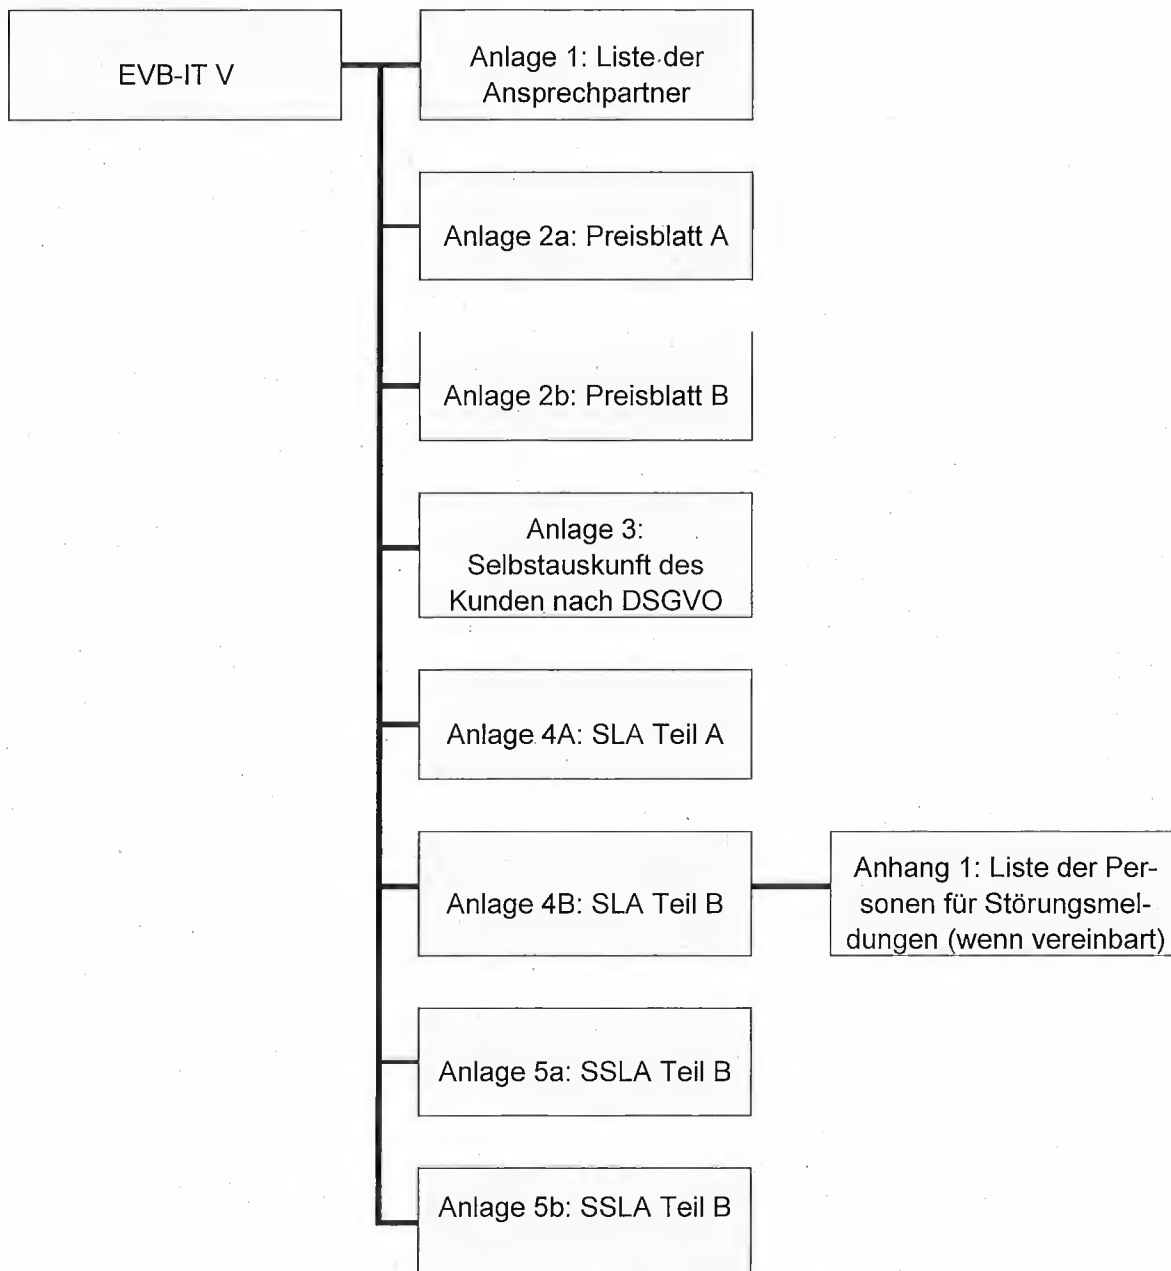 EVB-IT V
Anlage 1: Liste der
Ansprechpartner
Anlage 2a: Preisblatt A
Anlage 2b: Preisblatt B
Anlage 3:
Selbstauskunft des
Kunden nach DSGVO
Anlage 4A: SLA Teil A
Anlage 4B: SLA Teil B
Anhang 1: Liste der Per-
sonen für Störungsmel-
dungen (wenn vereinbart)
Anlage 5a: SSLA Teil B
Anlage 5b: SSLA Teil B